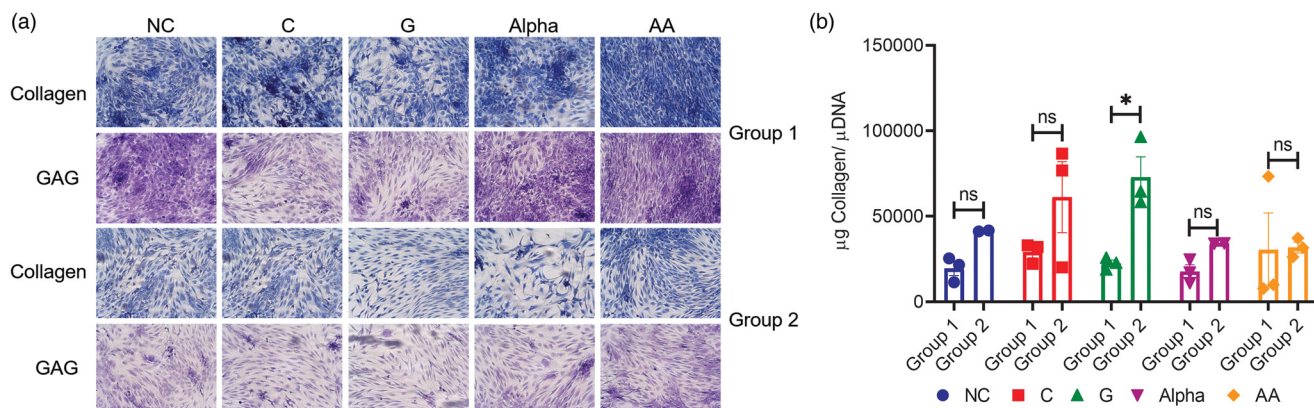 (a)
NC C G Alpha AA
Collagen
GAG
Group 1
Collagen
GAG
Group 2
(b)
µg Collagen/ µDNA
150000
100000
50000
0
ns
ns
*
ns
ns
Group 1 Group 2 Group 1 Group 2 Group 1 Group 2 Group 1 Group 2 Group 1 Group 2
NC C G Alpha AA